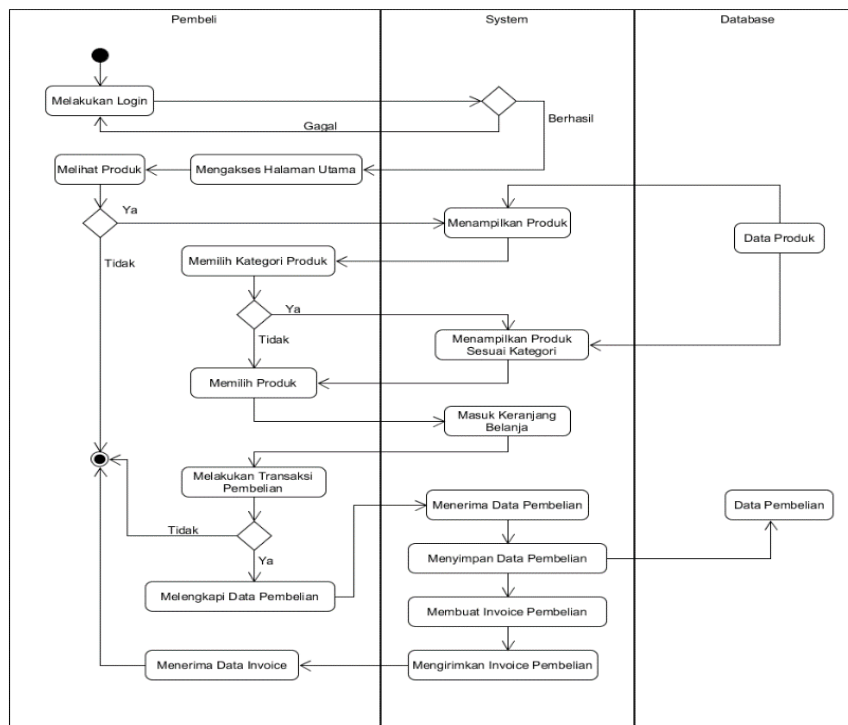 Pembeli
System
Database
Melakukan Login
Gagal
Berhasil
Melihat Produk
Mengakses Halaman Utama
Ya
Menampilkan Produk
Data Produk
Tidak
Memilih Kategori Produk
Ya
Tidak
Menampilkan Produk
Sesuai Kategori
Memilih Produk
Masuk Keranjang
Belanja
Melakukan Transaksi
Pembelian
Menerima Data Pembelian
Data Pembelian
Tidak
Ya
Menyimpan Data Pembelian
Melengkapi Data Pembelian
Membuat Invoice Pembelian
Menerima Data Invoice
Mengirimkan Invoice Pembelian